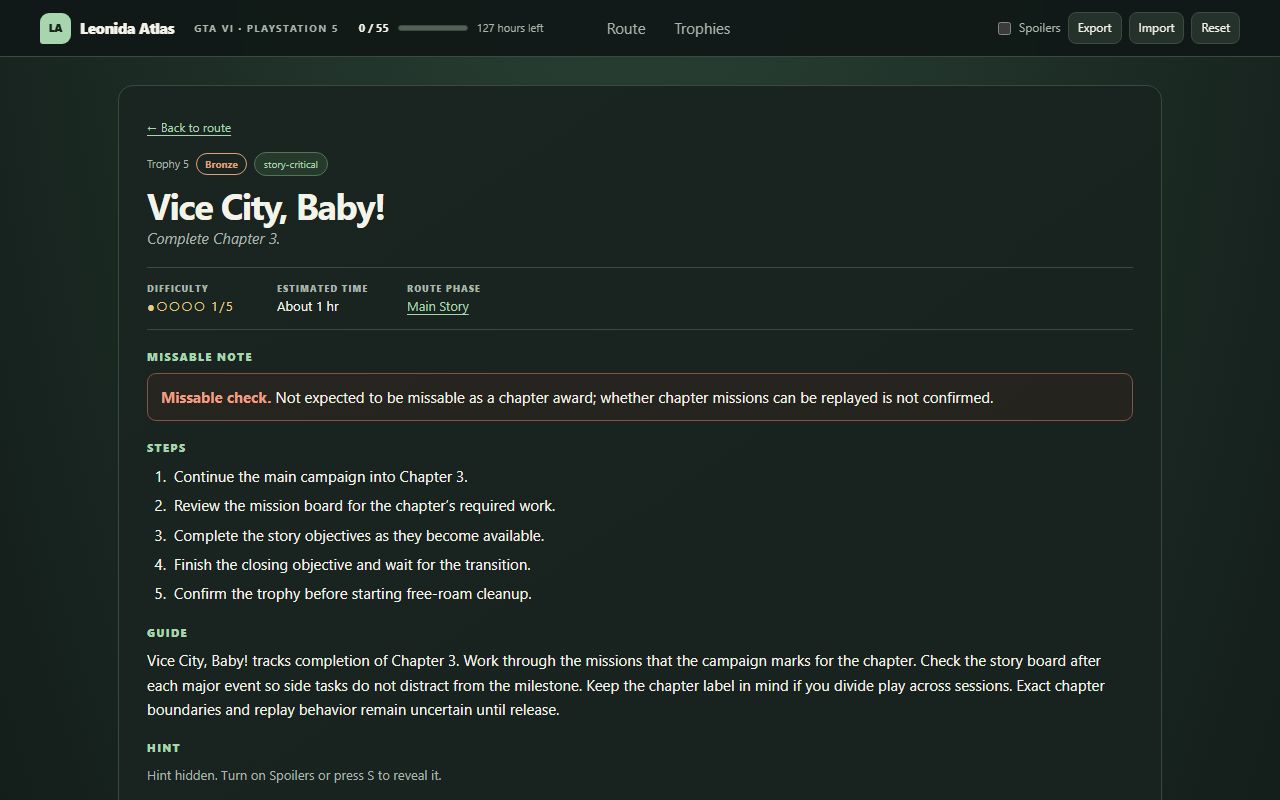 LA Leonida Atlas GTA VI • PLAYSTATION 5 0 / 55 127 hours left Route Trophies Spoilers Export Import Reset
← Back to route
Trophy 5 Bronze story-critical
Vice City, Baby!
Complete Chapter 3.
DIFFICULTY ESTIMATED TIME ROUTE PHASE
●○○○○ 1/5 About 1 hr Main Story
MISSABLE NOTE
Missable check. Not expected to be missable as a chapter award; whether chapter missions can be replayed is not confirmed.
STEPS
1. Continue the main campaign into Chapter 3.
2. Review the mission board for the chapter’s required work.
3. Complete the story objectives as they become available.
4. Finish the closing objective and wait for the transition.
5. Confirm the trophy before starting free-roam cleanup.
GUIDE
Vice City, Baby! tracks completion of Chapter 3. Work through the missions that the campaign marks for the chapter. Check the story board after
each major event so side tasks do not distract from the milestone. Keep the chapter label in mind if you divide play across sessions. Exact chapter
boundaries and replay behavior remain uncertain until release.
HINT
Hint hidden. Turn on Spoilers or press S to reveal it.